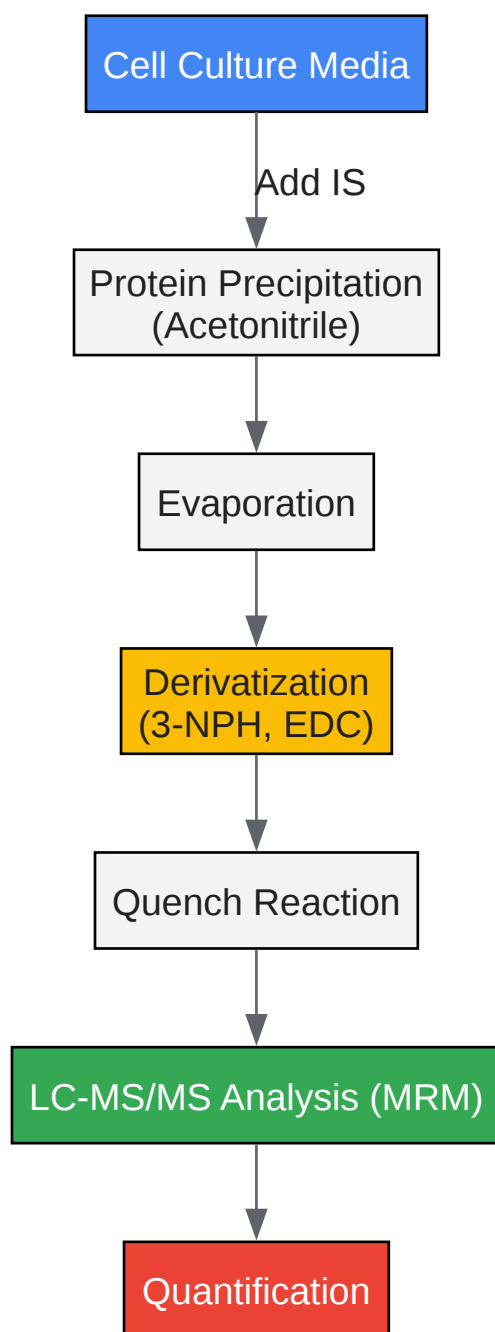 Cell Culture Media
Add IS
Protein Precipitation
(Acetonitrile)
Evaporation
Derivatization
(3-NPH, EDC)
Quench Reaction
LC-MS/MS Analysis (MRM)
Quantification